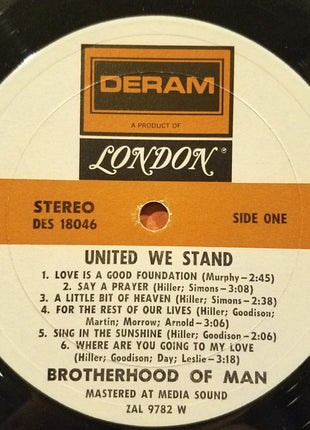 DERAM
A PRODUCT OF
LONDON
STEREO
DES 18046
SIDE ONE
UNITED WE STAND
1. LOVE IS A GOOD FOUNDATION (Murphy-2:45)
2. SAY A PRAYER (Hiller; Simons-3:08)
3. A LITTLE BIT OF HEAVEN (Hiller; Simons-2:38)
4. FOR THE REST OF OUR LIVES (Hiller; Goodison;
Martin; Morrow; Arnold-3:06)
5. SING IN THE SUNSHINE (Hiller; Goodison-2:06)
6. WHERE ARE YOU GOING TO MY LOVE
(Hiller; Goodison; Day; Leslie-3:18)
BROTHERHOOD OF MAN
MASTERED AT MEDIA SOUND
ZAL 9782 W